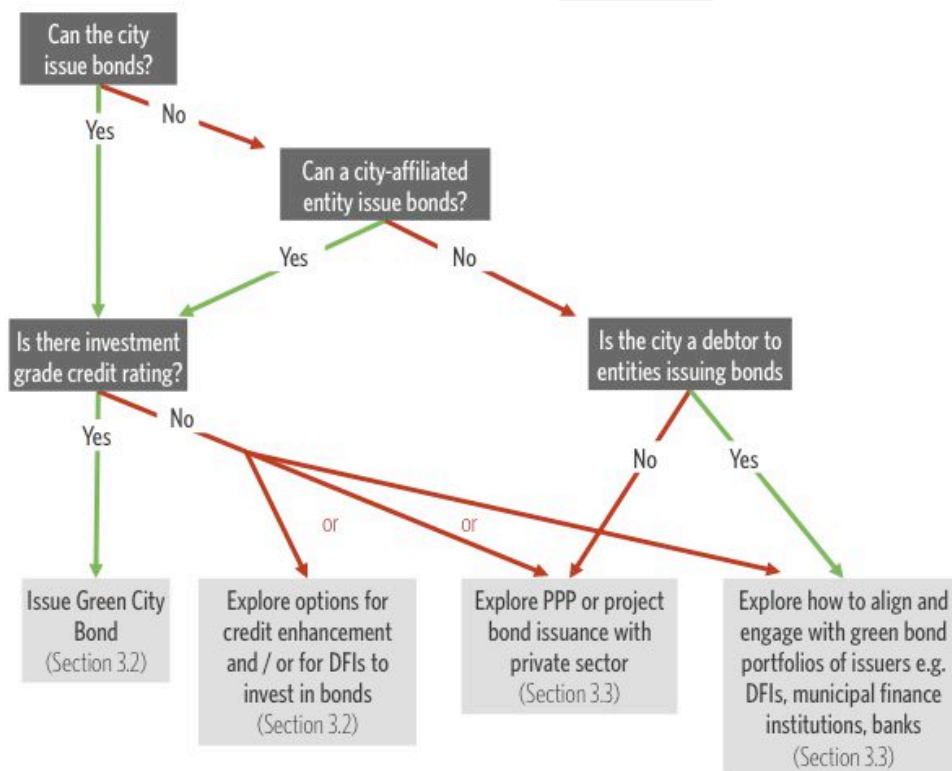 Can the city
issue bonds?
Yes
No
Can a city-affiliated
entity issue bonds?
Yes
No
Is there investment
grade credit rating?
Is the city a debtor to
entities issuing bonds
Yes
No
No
Yes
or
or
Issue Green City
Bond
(Section 3.2)
Explore options for
credit enhancement
and / or for DFIs to
invest in bonds
(Section 3.2)
Explore PPP or project
bond issuance with
private sector
(Section 3.3)
Explore how to align and
engage with green bond
portfolios of issuers e.g.
DFIs, municipal finance
institutions, banks
(Section 3.3)